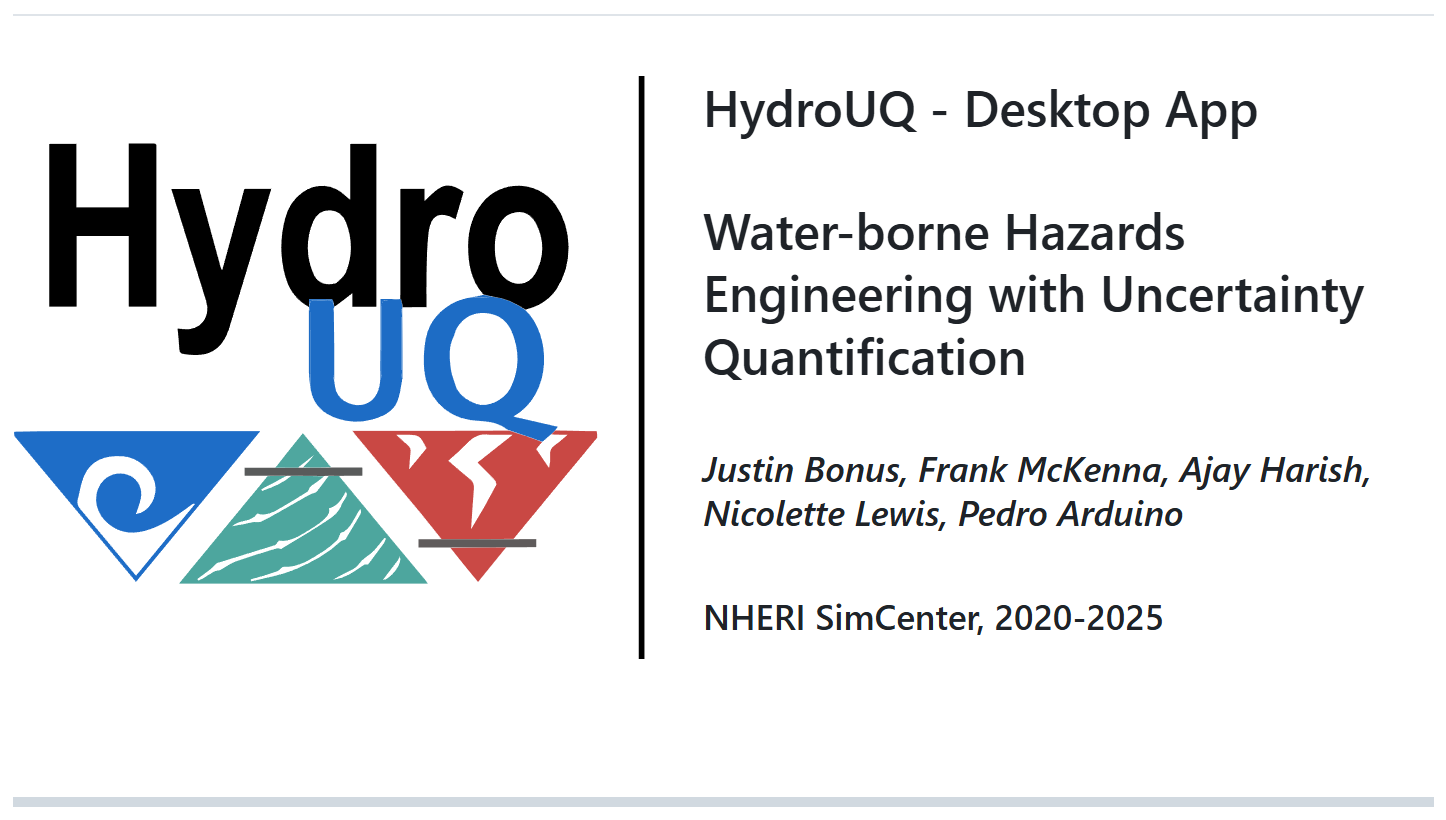 Hydro
UQ
HydroUQ - Desktop App
Water-borne Hazards
Engineering with Uncertainty
Quantification
Justin Bonus, Frank McKenna, Ajay Harish,
Nicolette Lewis, Pedro Arduino
NHERI SimCenter, 2020-2025